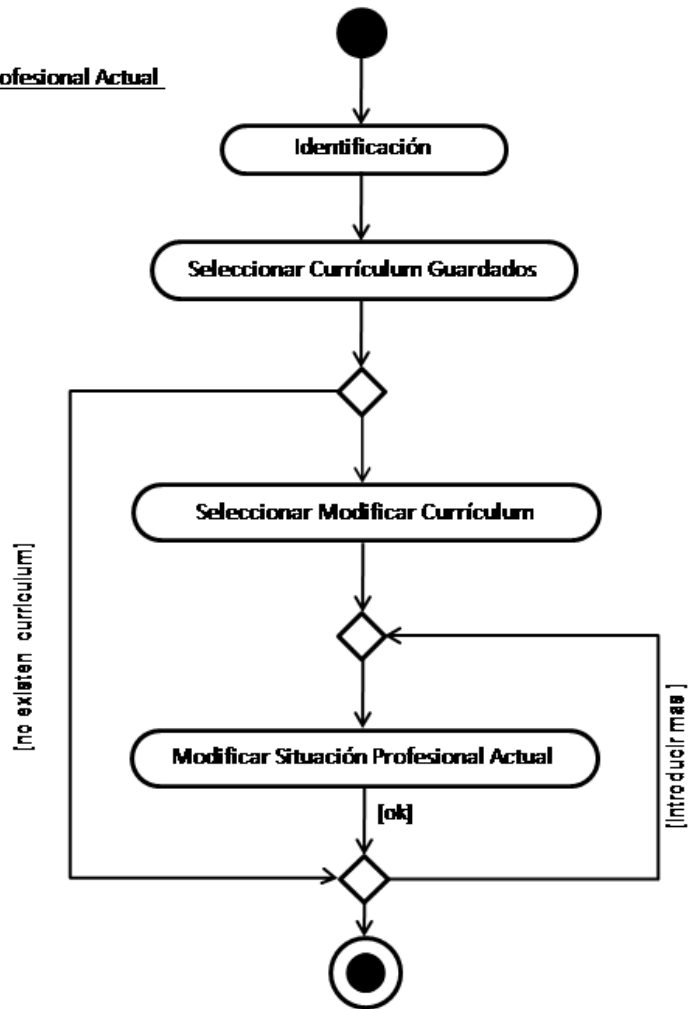 ofesional Actual
Identificación
Seleccionar Currículum Guardados
Seleccionar Modificar Currículum
[no existen curriculum]
Modificar Situación Profesional Actual
[Introducir mas ]
[ok]